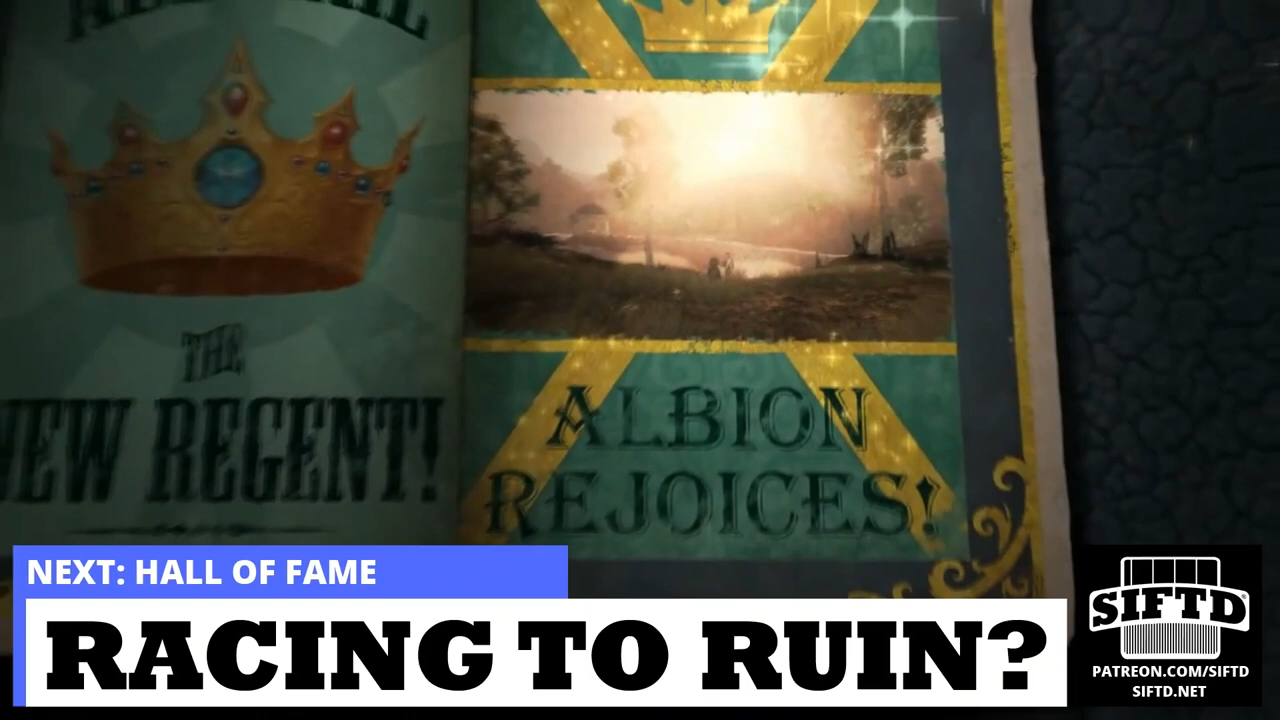 THE
NEW REGENT!
ALBION
REJOICES!
NEXT: HALL OF FAME
RACING TO RUIN?
SIFTD
PATREON.COM/SIFTD
SIFTD.NET